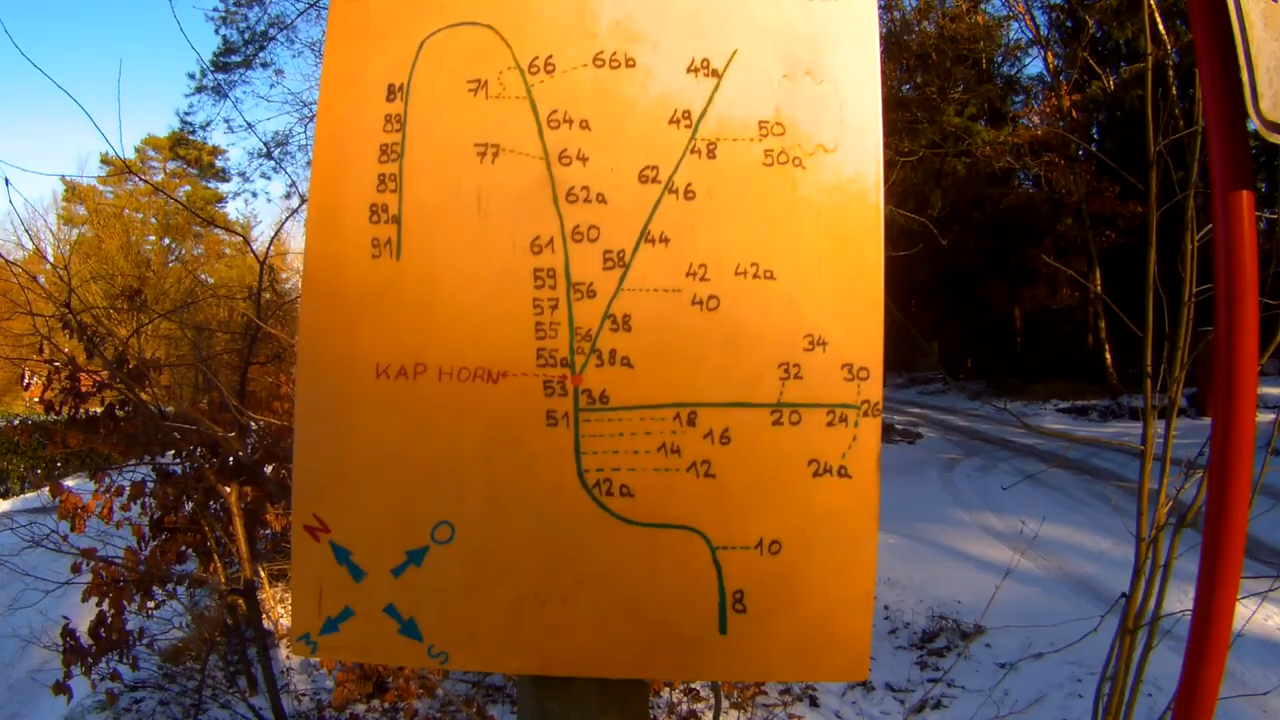 66 66b 49a
71
81
83 64a 49 50
85 77 64 48 50a
89 62a 62 46
89a
91 61 60 44
59 58 42 42a
57 56 40
55 56a 38
55a 38a 34
KAP HORN 32 30
53 36
51 18 20 24 26
16
14
12 24a
12a
N O
10
8
W S